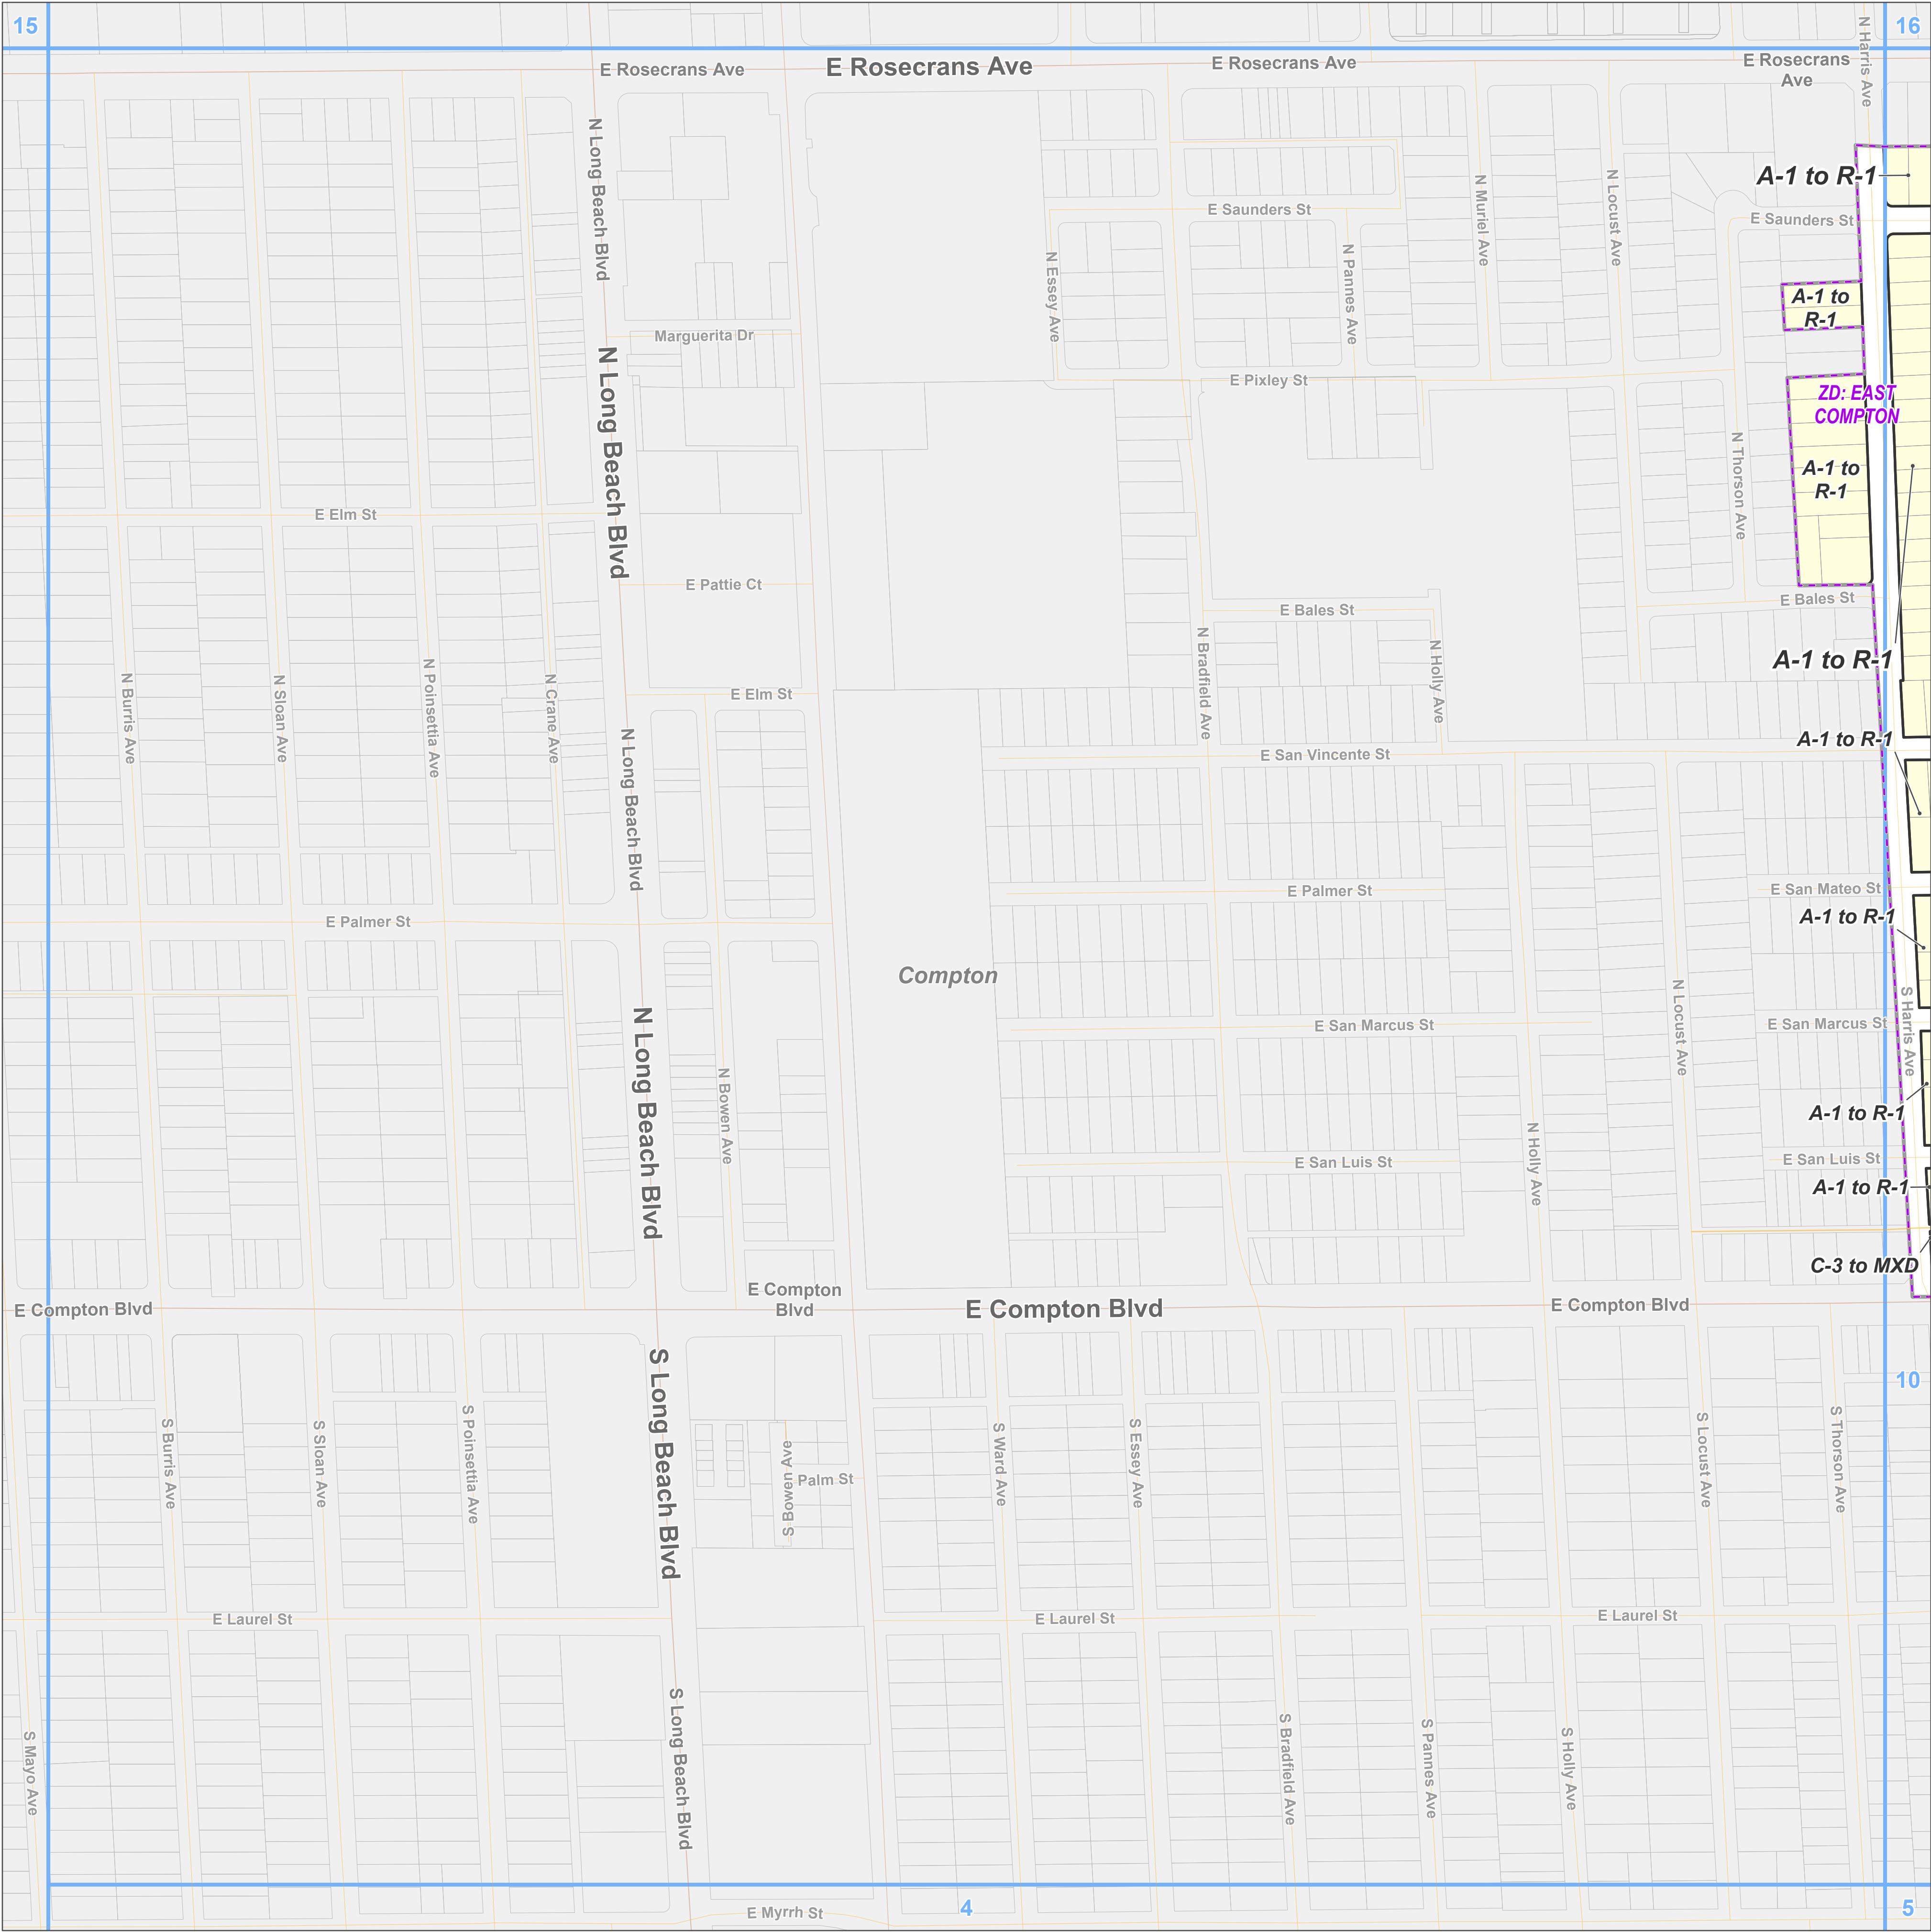 15
16
N Harris Ave
E Rosecrans Ave
E Rosecrans Ave
E Rosecrans Ave
E Rosecrans
Ave
N Long Beach Blvd
A-1 to R-1
N Muriel Ave
N Locust Ave
E Saunders St
E Saunders St
N Essey Ave
N Pannes Ave
A-1 to
R-1
Marguerita Dr
N Long Beach Blvd
E Pixley St
ZD: EAST
COMPTON
N Thorson Ave
A-1 to
R-1
E Elm St
E Pattie Ct
E Bales St
E Bales St
N Bradfield Ave
N Holly Ave
A-1 to R-1
N Burris Ave
N Sloan Ave
N Poinsettia Ave
N Crane Ave
E Elm St
N Long Beach Blvd
A-1 to R-1
E San Vincente St
E Palmer St
E San Mateo St
A-1 to R-1
E Palmer St
Compton
N Locust Ave
S Harris Ave
E San Marcus St
E San Marcus St
N Long Beach Blvd
N Bowen Ave
A-1 to R-1
N Holly Ave
E San Luis St
E San Luis St
A-1 to R-1
C-3 to MXD
E Compton Blvd
E Compton
Blvd
E Compton Blvd
E Compton Blvd
S Long Beach Blvd
10
S Burris Ave
S Sloan Ave
S Poinsettia Ave
S Bowen Ave
Palm St
S Ward Ave
S Essey Ave
S Locust Ave
S Thorson Ave
E Laurel St
E Laurel St
E Laurel St
S Mayo Ave
S Long Beach Blvd
S Bradfield Ave
S Pannes Ave
S Holly Ave
4
5
E Myrrh St